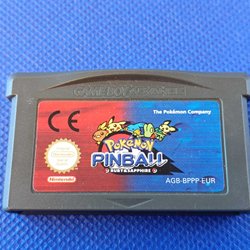 GAME BOY ADVANCE
The Pokémon Company
POKéMON
PINBALL
RUBY & SAPPHIRE
CE
Nintendo
AGB-BPPP-EUR